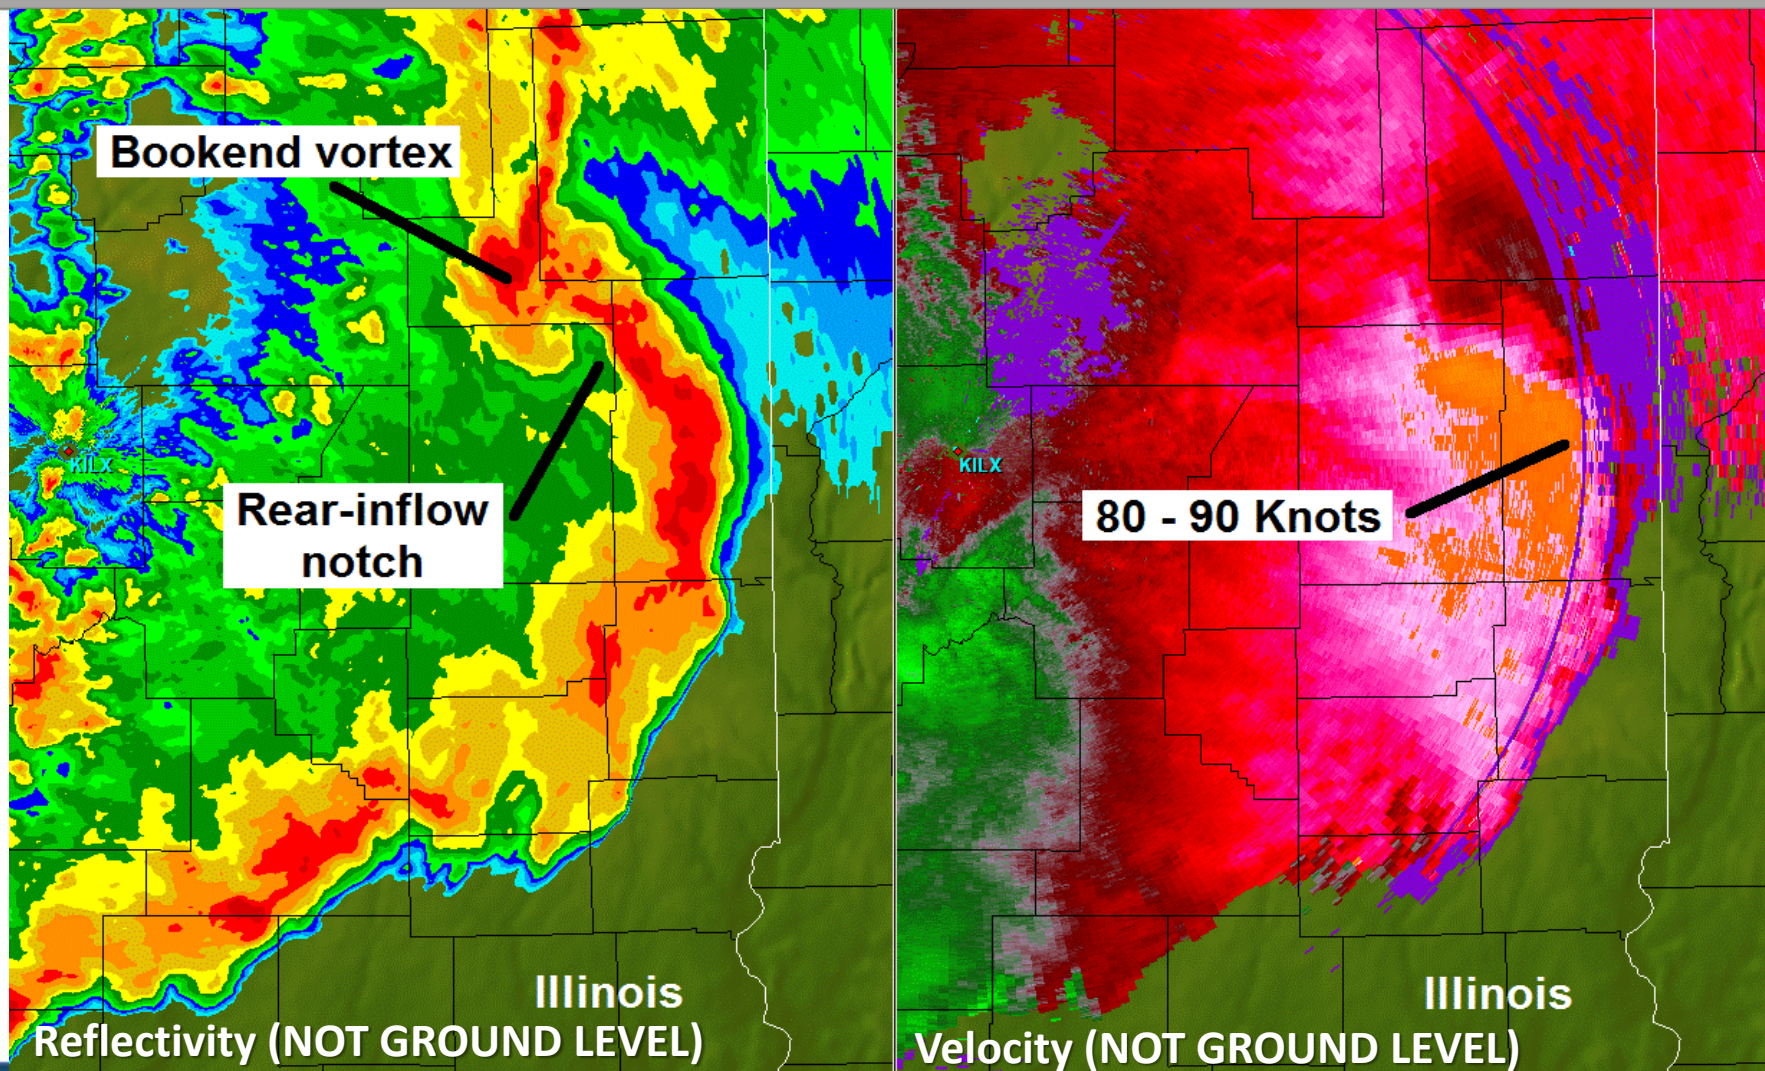 Bookend vortex
KILX
Rear-inflow
notch
Illinois
Reflectivity (NOT GROUND LEVEL)
KILX
80 - 90 Knots
Illinois
Velocity (NOT GROUND LEVEL)